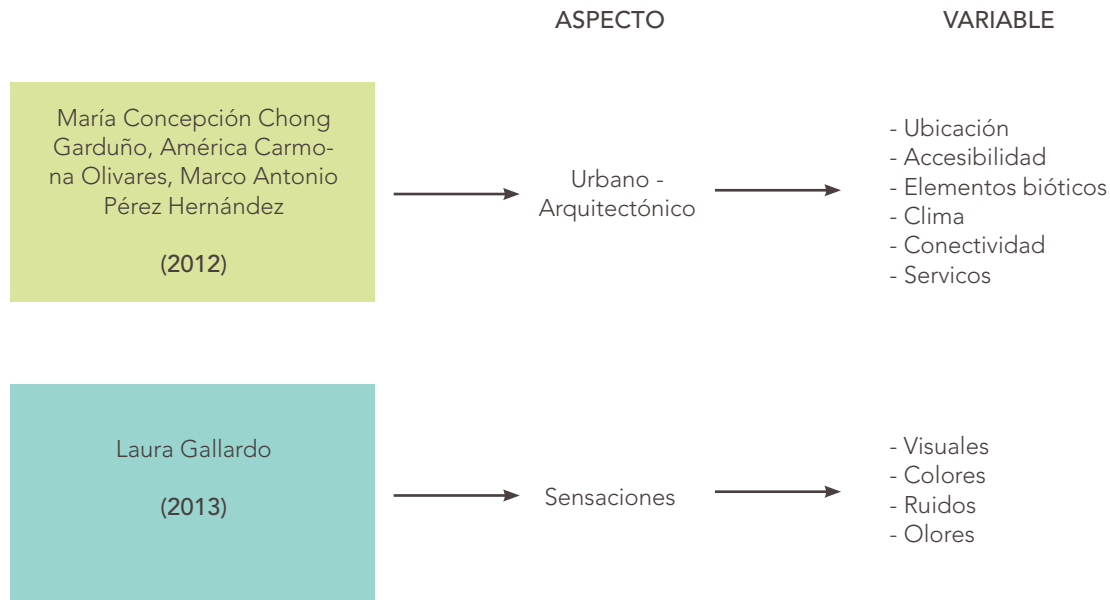 ASPECTO
VARIABLE
María Concepción Chong
Garduño, América Carmo-
na Olivares, Marco Antonio
Pérez Hernández
(2012)
Urbano -
Arquitectónico
- Ubicación
- Accesibilidad
- Elementos bióticos
- Clima
- Conectividad
- Servicos
Laura Gallardo
(2013)
Sensaciones
- Visuales
- Colores
- Ruidos
- Olores